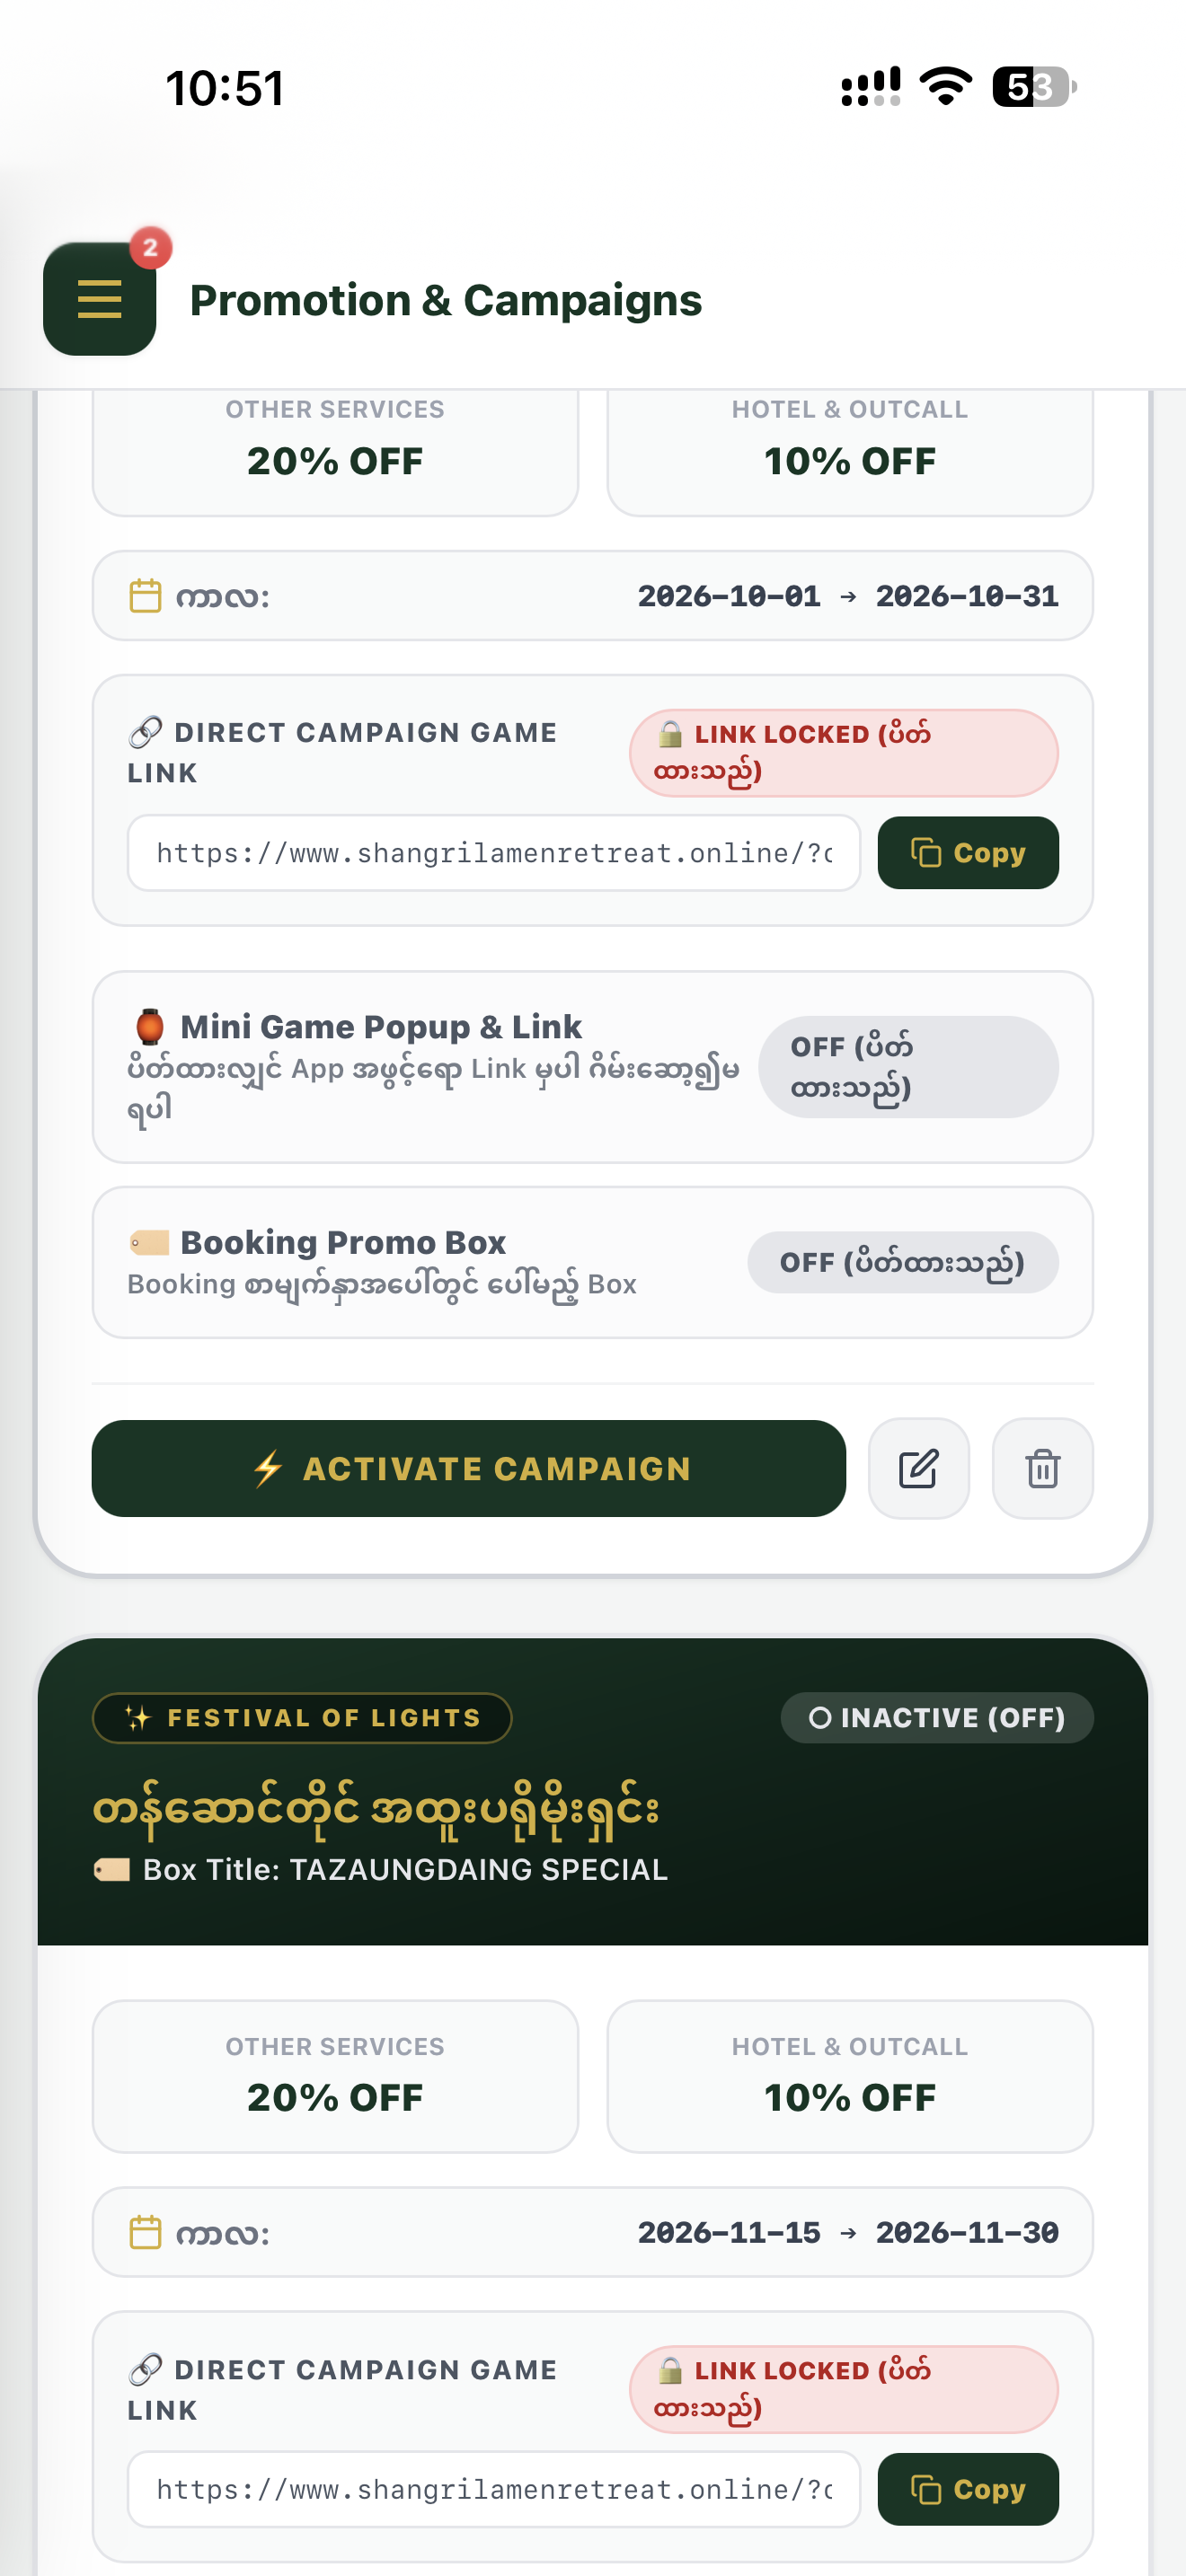 10:51
53
2
Promotion & Campaigns
OTHER SERVICES
20% OFF
HOTEL & OUTCALL
10% OFF
ကာလ:
2026-10-01 → 2026-10-31
🔗 DIRECT CAMPAIGN GAME
LINK
🔒 LINK LOCKED (ပိတ်
ထားသည်)
https://www.shangrilamenretreat.online/?c
Copy
🏮 Mini Game Popup & Link
ပိတ်ထားလျှင် App အဖွင့်ရော Link မှပါ ဂိမ်းဆော့၍မ
ရပါ
OFF (ပိတ်
ထားသည်)
🏷️ Booking Promo Box
Booking စာမျက်နှာအပေါ်တွင် ပေါ်မည့် Box
OFF (ပိတ်ထားသည်)
⚡ ACTIVATE CAMPAIGN
✨ FESTIVAL OF LIGHTS
○ INACTIVE (OFF)
တန်ဆောင်တိုင် အထူးပရိုမိုးရှင်း
🏷️ Box Title: TAZAUNGDAING SPECIAL
OTHER SERVICES
20% OFF
HOTEL & OUTCALL
10% OFF
ကာလ:
2026-11-15 → 2026-11-30
🔗 DIRECT CAMPAIGN GAME
LINK
🔒 LINK LOCKED (ပိတ်
ထားသည်)
https://www.shangrilamenretreat.online/?c
Copy